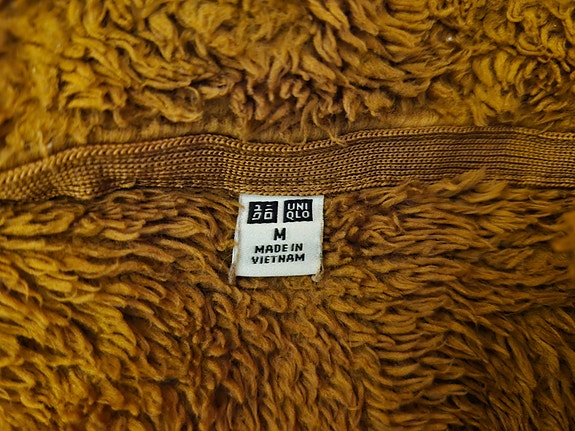 ユニ UNI
クロ QLO
M
MADE IN
VIETNAM